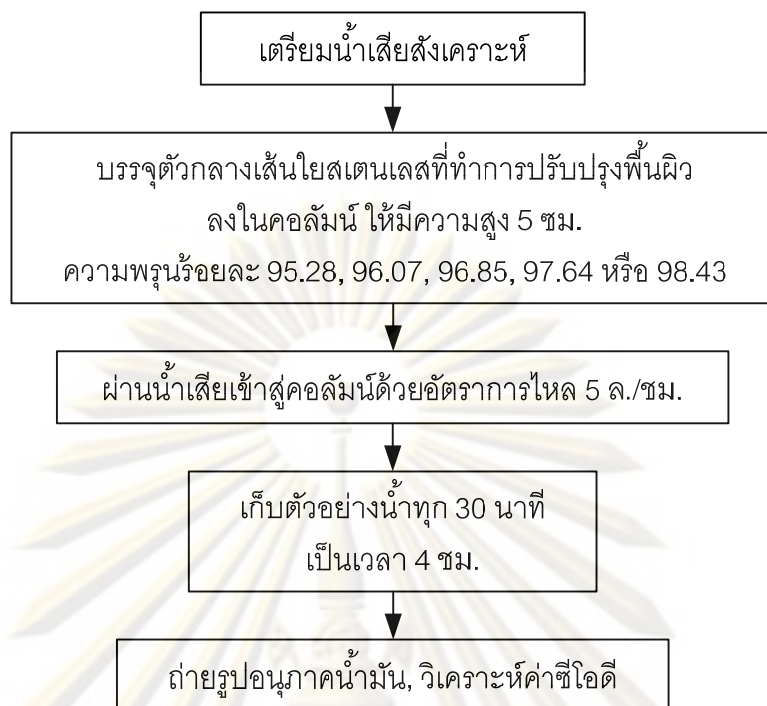 เตรียมน้ำเสียสังเคราะห์
บรรจุตัวกลางเส้นใยสเตนเลสที่ทำการปรับปรุงพื้นผิว
ลงในคอลัมน์ ให้มีความสูง 5 ซม.
ความพรุนร้อยละ 95.28, 96.07, 96.85, 97.64 หรือ 98.43
ผ่านน้ำเสียเข้าสู่คอลัมน์ด้วยอัตราการไหล 5 ล./ชม.
เก็บตัวอย่างน้ำทุก 30 นาที
เป็นเวลา 4 ชม.
ถ่ายรูปอนุภาคน้ำมัน, วิเคราะห์ค่าซีโอดี